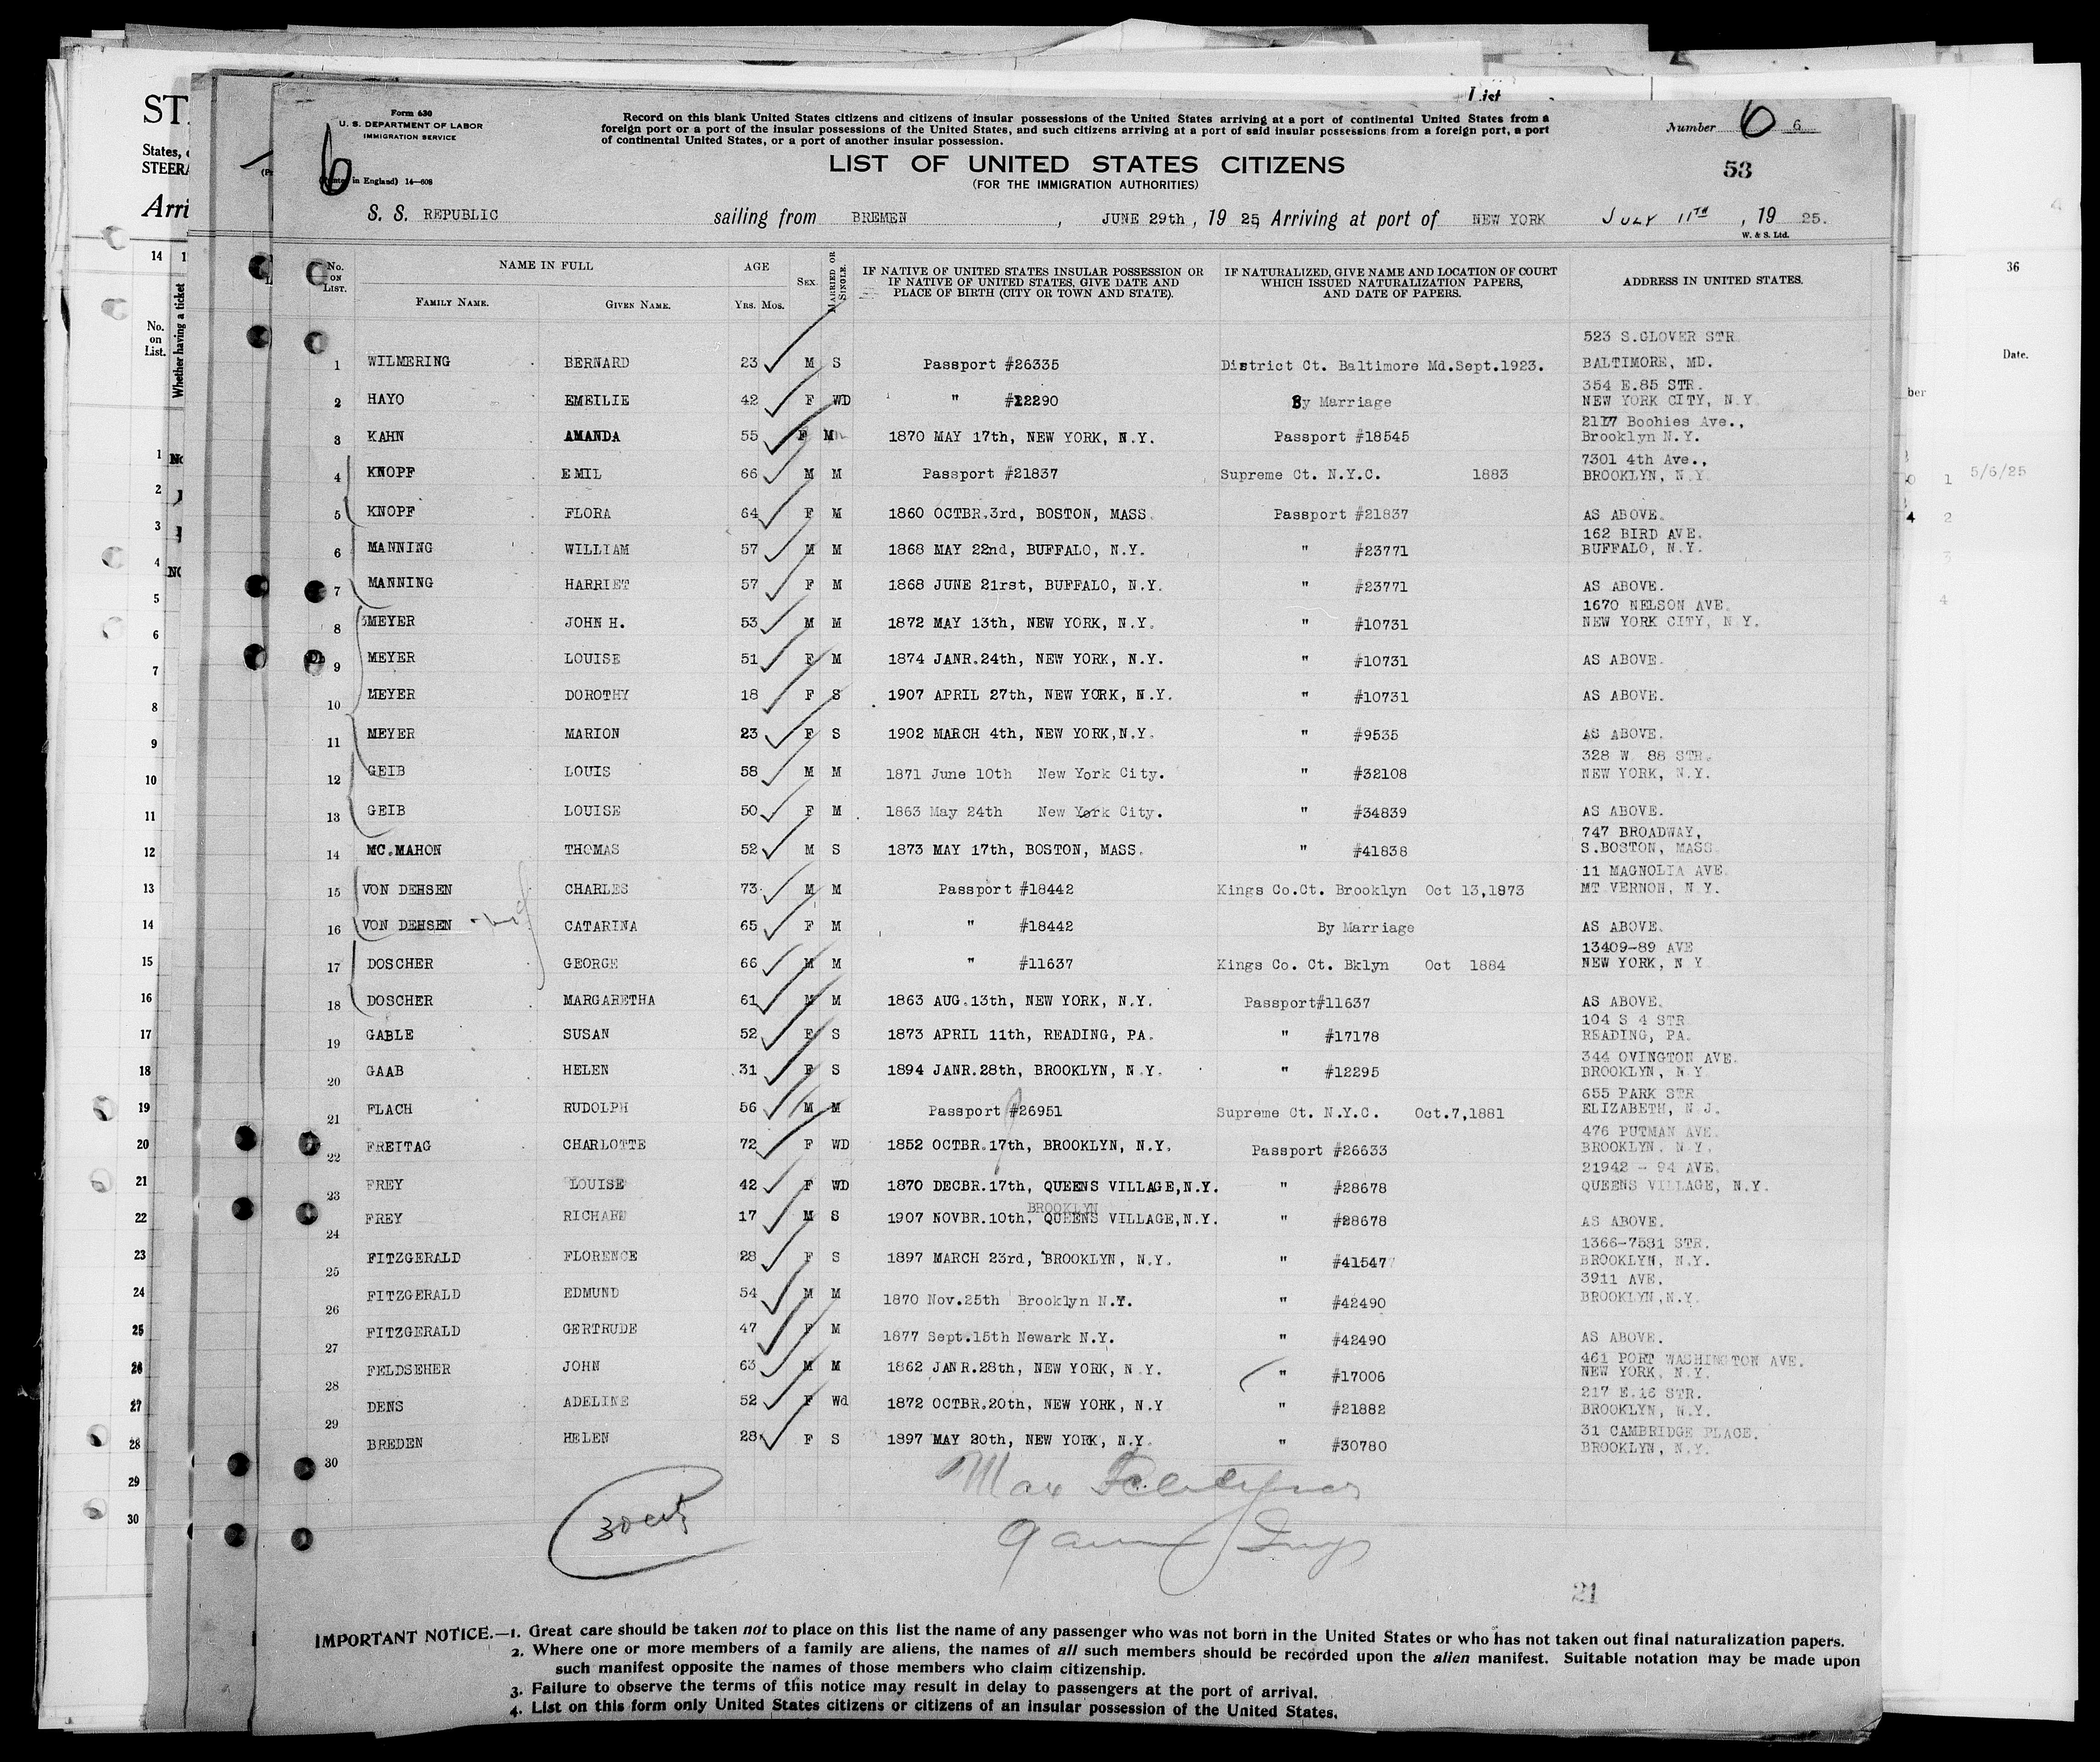 List
Form 630
U. S. DEPARTMENT OF LABOR
IMMIGRATION SERVICE
in England) 14—608
6
Record on this blank United States citizens and citizens of insular possessions of the United States arriving at a port of continental United States from a
foreign port or a port of the insular possessions of the United States, and such citizens arriving at a port of said insular possessions from a foreign port, a port
of continental United States, or a port of another insular possession.
Number 6 6
53
LIST OF UNITED STATES CITIZENS
(FOR THE IMMIGRATION AUTHORITIES)
S. S. REPUBLIC sailing from BREMEN, JUNE 29th, 19 25, Arriving at port of NEW YORK JULY 11TH, 19 25.
W. & S. Ltd.
No. ON LIST. NAME IN FULL FAMILY NAME. GIVEN NAME. AGE YRS. MOS. SEX. MARRIED OR SINGLE. IF NATIVE OF UNITED STATES INSULAR POSSESSION OR IF NATIVE OF UNITED STATES, GIVE DATE AND PLACE OF BIRTH (CITY OR TOWN AND STATE). IF NATURALIZED, GIVE NAME AND LOCATION OF COURT WHICH ISSUED NATURALIZATION PAPERS, AND DATE OF PAPERS. ADDRESS IN UNITED STATES.
523 S.GLOVER STR
1 WILMERING BERNARD 23 M S Passport #26335 District Ct. Baltimore Md.Sept.1923. BALTIMORE, MD.
354 E.85 STR.
2 HAYO EMEILIE 42 F WD " #12290 By Marriage NEW YORK CITY, N.Y.
2117 Boohies Ave.,
3 KAHN AMANDA 55 F M 1870 MAY 17th, NEW YORK, N.Y. Passport #18545 Brooklyn N.Y.
7301 4th Ave.,
4 KNOPF EMIL 66 M M Passport #21837 Supreme Ct. N.Y.C. 1883 BROOKLYN, N.Y.
5 KNOPF FLORA 64 F M 1860 OCTBR.3rd, BOSTON, MASS. Passport #21837 AS ABOVE.
162 BIRD AVE.
6 MANNING WILLIAM 57 M M 1868 MAY 22nd, BUFFALO, N.Y. " #23771 BUFFALO, N.Y.
7 MANNING HARRIET 57 F M 1868 JUNE 21rst, BUFFALO, N.Y. " #23771 AS ABOVE.
1670 NELSON AVE.
8 MEYER JOHN H. 53 M M 1872 MAY 13th, NEW YORK, N.Y. " #10731 NEW YORK CITY, N.Y.
9 MEYER LOUISE 51 F M 1874 JANR.24th, NEW YORK, N.Y. " #10731 AS ABOVE.
10 MEYER DOROTHY 18 F S 1907 APRIL 27th, NEW YORK, N.Y. " #10731 AS ABOVE.
11 MEYER MARION 23 F S 1902 MARCH 4th, NEW YORK,N.Y. " #9535 AS ABOVE.
328 W. 88 STR.
12 GEIB LOUIS 58 M M 1871 June 10th New York City. " #32108 NEW YORK, N.Y.
13 GEIB LOUISE 50 F M 1863 May 24th New York City. " #34839 AS ABOVE.
747 BROADWAY,
14 MC.MAHON THOMAS 52 M S 1873 MAY 17th, BOSTON, MASS. " #41838 S.BOSTON, MASS.
11 MAGNOLIA AVE
15 VON DEHSEN CHARLES 73 M M Passport #18442 Kings Co.Ct. Brooklyn Oct 13,1873 MT VERNON, N.Y.
16 VON DEHSEN CATARINA 65 F M " #18442 By Marriage AS ABOVE.
13409-89 AVE
17 DOSCHER GEORGE 66 M M " #11637 Kings Co. Ct. Bklyn Oct 1884 NEW YORK, N Y
18 DOSCHER MARGARETHA 61 M M 1863 AUG.13th, NEW YORK, N.Y. Passport#11637 AS ABOVE.
104 S 4 STR
19 GABLE SUSAN 52 F S 1873 APRIL 11th, READING, PA. " #17178 READING, PA.
344 OVINGTON AVE.
20 GAAB HELEN 31 F S 1894 JANR.28th, BROOKLYN, N.Y. " #12295 BROOKLYN, N Y
655 PARK STR
21 FLACH RUDOLPH 56 M M Passport #26951 Supreme Ct. N.Y.C. Oct.7,1881 ELIZABETH, N.J.
476 PUTMAN AVE.
22 FREITAG CHARLOTTE 72 F WD 1852 OCTBR.17th, BROOKLYN, N.Y. Passport #26633 BROOKLYN, N.Y.
21942 - 94 AVE.
23 FREY LOUISE 42 F WD 1870 DECBR.17th, QUEENS VILLAGE,N.Y. " #28678 QUEENS VILLAGE, N.Y.
BROOKLYN
24 FREY RICHARD 17 M S 1907 NOVBR.10th, QUEENS VILLAGE,N.Y. " #28678 AS ABOVE.
1366-7581 STR.
25 FITZGERALD FLORENCE 28 F S 1897 MARCH 23rd, BROOKLYN, N.Y. " #41547 BROOKLYN, N.Y.
3911 AVE.
26 FITZGERALD EDMUND 54 M M 1870 Nov.25th Brooklyn N.Y. " #42490 BROOKLYN,N.Y.
27 FITZGERALD GERTRUDE 47 F M 1877 Sept.15th Newark N.Y. " #42490 AS ABOVE.
461 PORT WASHINGTON AVE.
28 FELDSEHER JOHN 63 M M 1862 JANR.28th, NEW YORK, N.Y. " #17006 NEW YORK, N.Y.
217 E.16 STR.
29 DENS ADELINE 52 F Wd 1872 OCTBR.20th, NEW YORK, N.Y " #21882 BROOKLYN, N.Y.
31 CAMBRIDGE PLACE.
30 BREDEN HELEN 28 F S 1897 MAY 20th, NEW YORK, N.Y. " #30780 BROOKLYN, N.Y.
Max
21
IMPORTANT NOTICE.—1. Great care should be taken not to place on this list the name of any passenger who was not born in the United States or who has not taken out final naturalization papers.
2. Where one or more members of a family are aliens, the names of all such members should be recorded upon the alien manifest. Suitable notation may be made upon
such manifest opposite the names of those members who claim citizenship.
3. Failure to observe the terms of this notice may result in delay to passengers at the port of arrival.
4. List on this form only United States citizens or citizens of an insular possession of the United States.
States,
Arri
No. on List.
Whether having a ticket
36
Date.
5/6/25